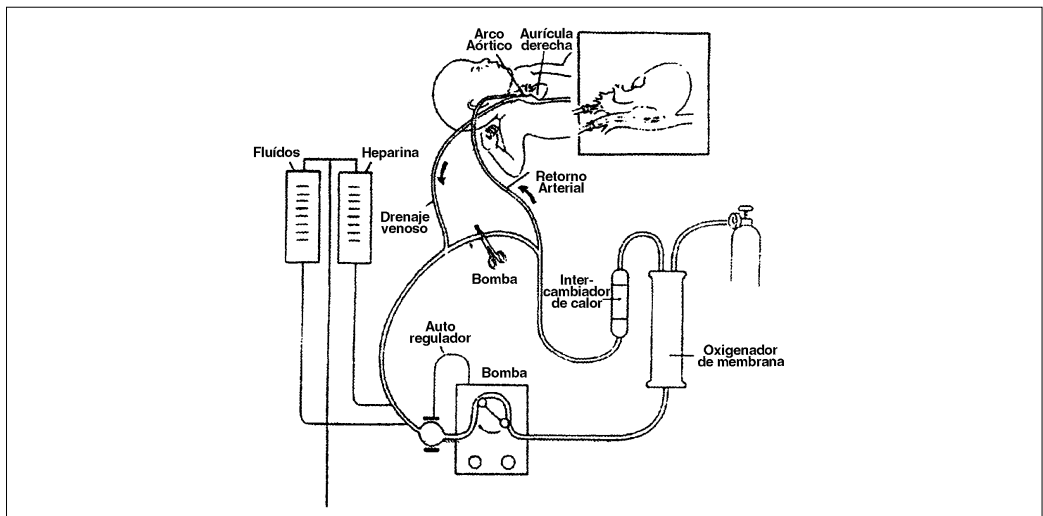 Arco
Aórtico
Aurícula
derecha
Fluídos
Heparina
Retorno
Arterial
Drenaje
venoso
Bomba
Inter-
cambiador
de calor
Auto
regulador
Bomba
Oxigenador
de membrana